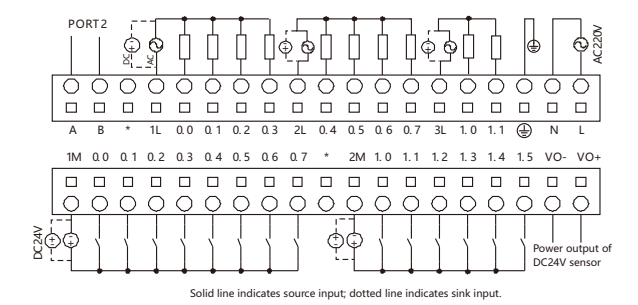 PORT2
DC
AC
AC220V
A B * 1L 0.0 0.1 0.2 0.3 2L 0.4 0.5 0.6 0.7 3L 1.0 1.1 N L
1M 0.0 0.1 0.2 0.3 0.4 0.5 0.6 0.7 * 2M 1.0 1.1 1.2 1.3 1.4 1.5 VO- VO+
DC24V
Power output of
DC24V sensor
Solid line indicates source input; dotted line indicates sink input.